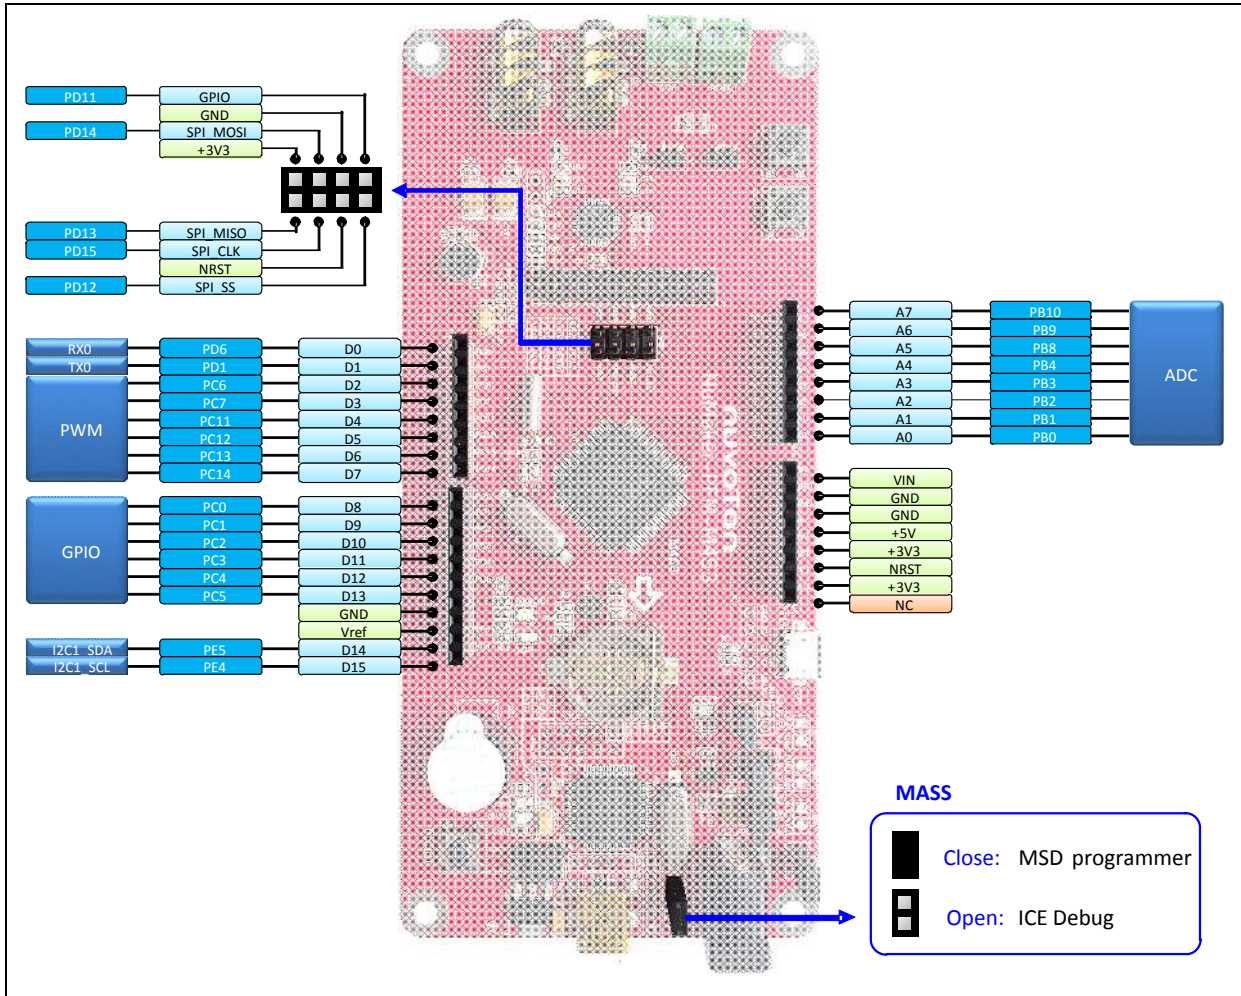 PD11 GPIO
GND
PD14 SPI_MOSI
+3V3
PD13 SPI_MISO
PD15 SPI_CLK
NRST
PD12 SPI_SS
RX0 PD6 D0
TX0 PD1 D1
PWM
PC6 D2
PC7 D3
PC11 D4
PC12 D5
PC13 D6
PC14 D7
GPIO
PC0 D8
PC1 D9
PC2 D10
PC3 D11
PC4 D12
PC5 D13
GND
Vref
I2C1_SDA PE5 D14
I2C1_SCL PE4 D15
A7 PB10
A6 PB9
A5 PB8
A4 PB4
A3 PB3
A2 PB2
A1 PB1
A0 PB0
ADC
VIN
GND
GND
+5V
+3V3
NRST
+3V3
NC
nuvoTon
MASS
Close: MSD programmer
Open: ICE Debug